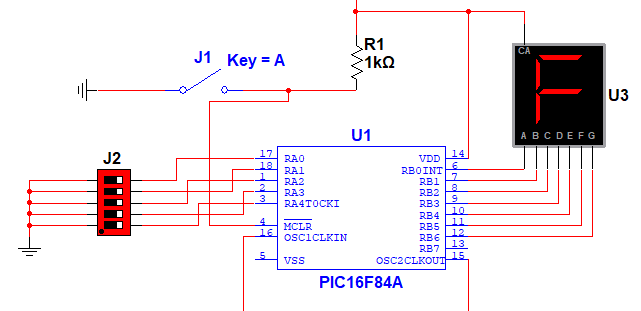 CA
R1
J1
Key = A
1kΩ
U3
A B C D E F G
U1
J2
17 RA0 VDD 14
18 RA1 RB0INT 6
1 RA2 RB1 7
2 RA3 RB2 8
3 RA4T0CKI RB3 9
RB4 10
RB5 11
4 MCLR RB6 12
16 OSC1CLKIN RB7 13
5 VSS OSC2CLKOUT 15
PIC16F84A